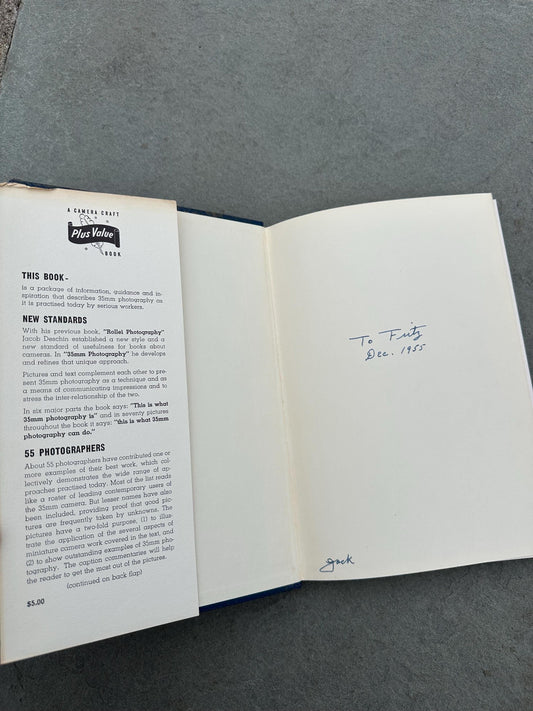 A CAMERA CRAFT
Plus Value
BOOK
THIS BOOK-
is a package of information, guidance and in-
spiration that describes 35mm photography as
it is practised today by serious workers.
NEW STANDARDS
With his previous book, "Rollei Photography"
Jacob Deschin established a new style and a
new standard of usefulness for books about
cameras. In "35mm Photography" he develops
and refines that unique approach.
Pictures and text complement each other to pre-
sent 35mm photography as a technique and as
a means of communicating impressions and to
stress the inter-relationship of the two.
In six major parts the book says: "This is what
35mm photography is" and in seventy pictures
throughout the book it says: "this is what 35mm
photography can do."
55 PHOTOGRAPHERS
About 55 photographers have contributed one or
more examples of their best work, which col-
lectively demonstrates the wide range of ap-
proaches practised today. Most of the list reads
like a roster of leading contemporary users of
the 35mm camera. But lesser names have also
been included, providing proof that good pic-
tures are frequently taken by unknowns. The
pictures have a two-fold purpose, (1) to illus-
trate the application of the several aspects of
miniature camera work covered in the text, and
(2) to show outstanding examples of 35mm pho-
tography. The caption commentaries will help
the reader to get the most out of the pictures.
(continued on back flap)
$5.00
To Fritz
Dec. 1955
Jack